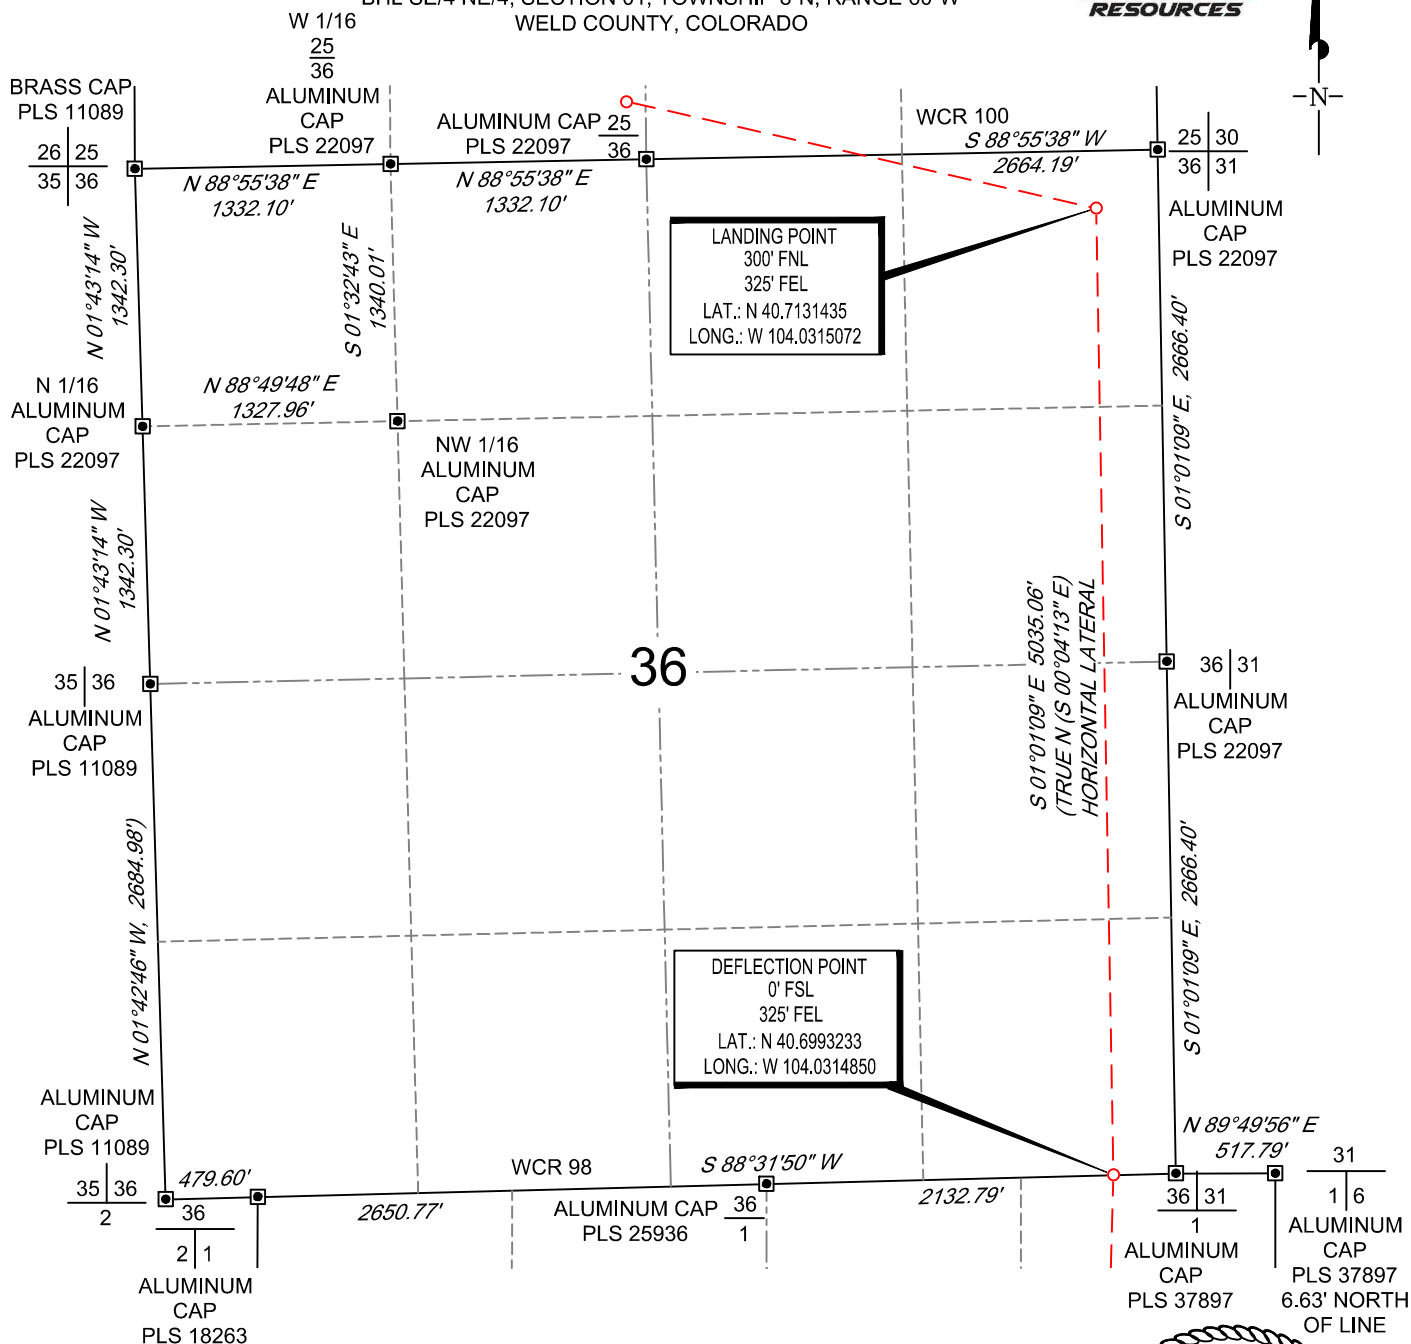 WELD COUNTY, COLORADO
RESOURCES
W 1/16
25
36
ALUMINUM
CAP
PLS 22097
BRASS CAP
PLS 11089
26 25
35 36
ALUMINUM CAP
PLS 22097
25
36
WCR 100
S 88°55'38" W
2664.19'
-N-
25 30
36 31
ALUMINUM
CAP
PLS 22097
N 88°55'38" E
1332.10'
N 88°55'38" E
1332.10'
N 01°43'14" W
1342.30'
S 01°32'43" E
1340.01'
LANDING POINT
300' FNL
325' FEL
LAT.: N 40.7131435
LONG.: W 104.0315072
S 01°01'09" E, 2666.40'
N 1/16
ALUMINUM
CAP
PLS 22097
N 88°49'48" E
1327.96'
NW 1/16
ALUMINUM
CAP
PLS 22097
N 01°43'14" W
1342.30'
36
35 36
ALUMINUM
CAP
PLS 11089
S 01°01'09" E 5035.06'
(TRUE N (S 00°04'13" E)
HORIZONTAL LATERAL
36 31
ALUMINUM
CAP
PLS 22097
N 01°42'46" W, 2684.98')
S 01°01'09" E, 2666.40'
DEFLECTION POINT
0' FSL
325' FEL
LAT.: N 40.6993233
LONG.: W 104.0314850
ALUMINUM
CAP
PLS 11089
35 36
2
479.60'
WCR 98
S 88°31'50" W
N 89°49'56" E
517.79'
36
2 1
ALUMINUM
CAP
PLS 18263
2650.77'
ALUMINUM CAP
PLS 25936
36
1
2132.79'
36 31
1
ALUMINUM
CAP
PLS 37897
31
1 6
ALUMINUM
CAP
PLS 37897
6.63' NORTH
OF LINE